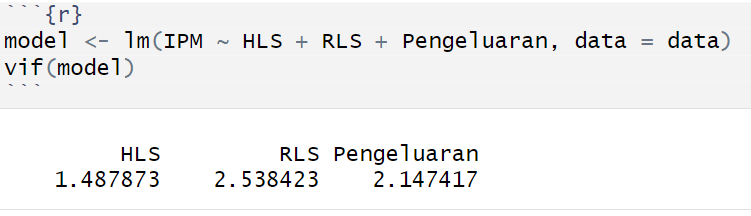 ```{r}
model <- lm(IPM ~ HLS + RLS + Pengeluaran, data = data)
vif(model)
```
HLS RLS Pengeluaran
1.487873 2.538423 2.147417